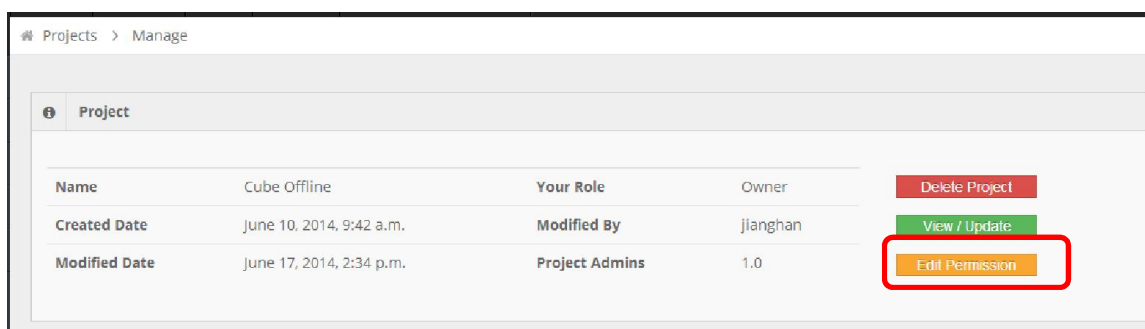 Projects > Manage
Project
Name Cube Offline Your Role Owner Delete Project
Created Date June 10, 2014, 9:42 a.m. Modified By jianghan View / Update
Modified Date June 17, 2014, 2:34 p.m. Project Admins 1.0 Edit Permission